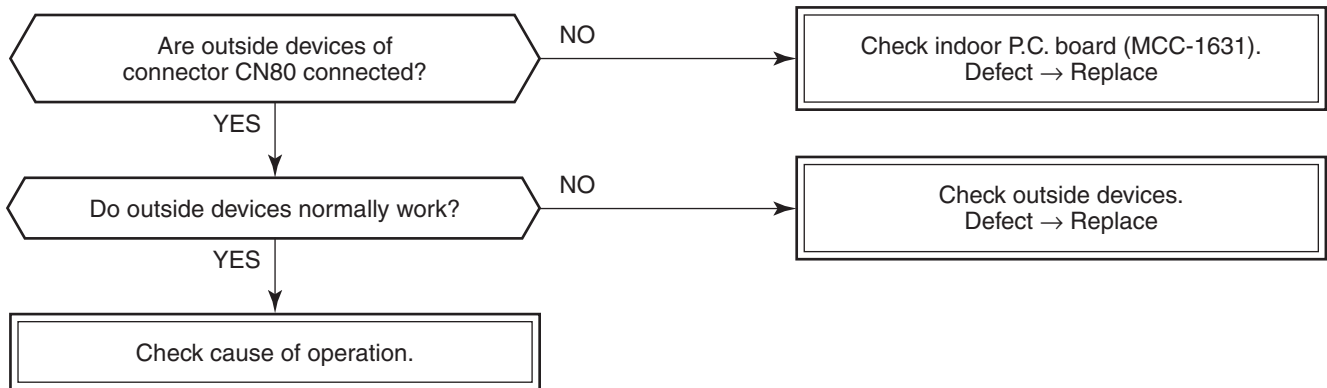 Are outside devices of
connector CN80 connected?
NO
Check indoor P.C. board (MCC-1631).
Defect → Replace
YES
Do outside devices normally work?
NO
Check outside devices.
Defect → Replace
YES
Check cause of operation.